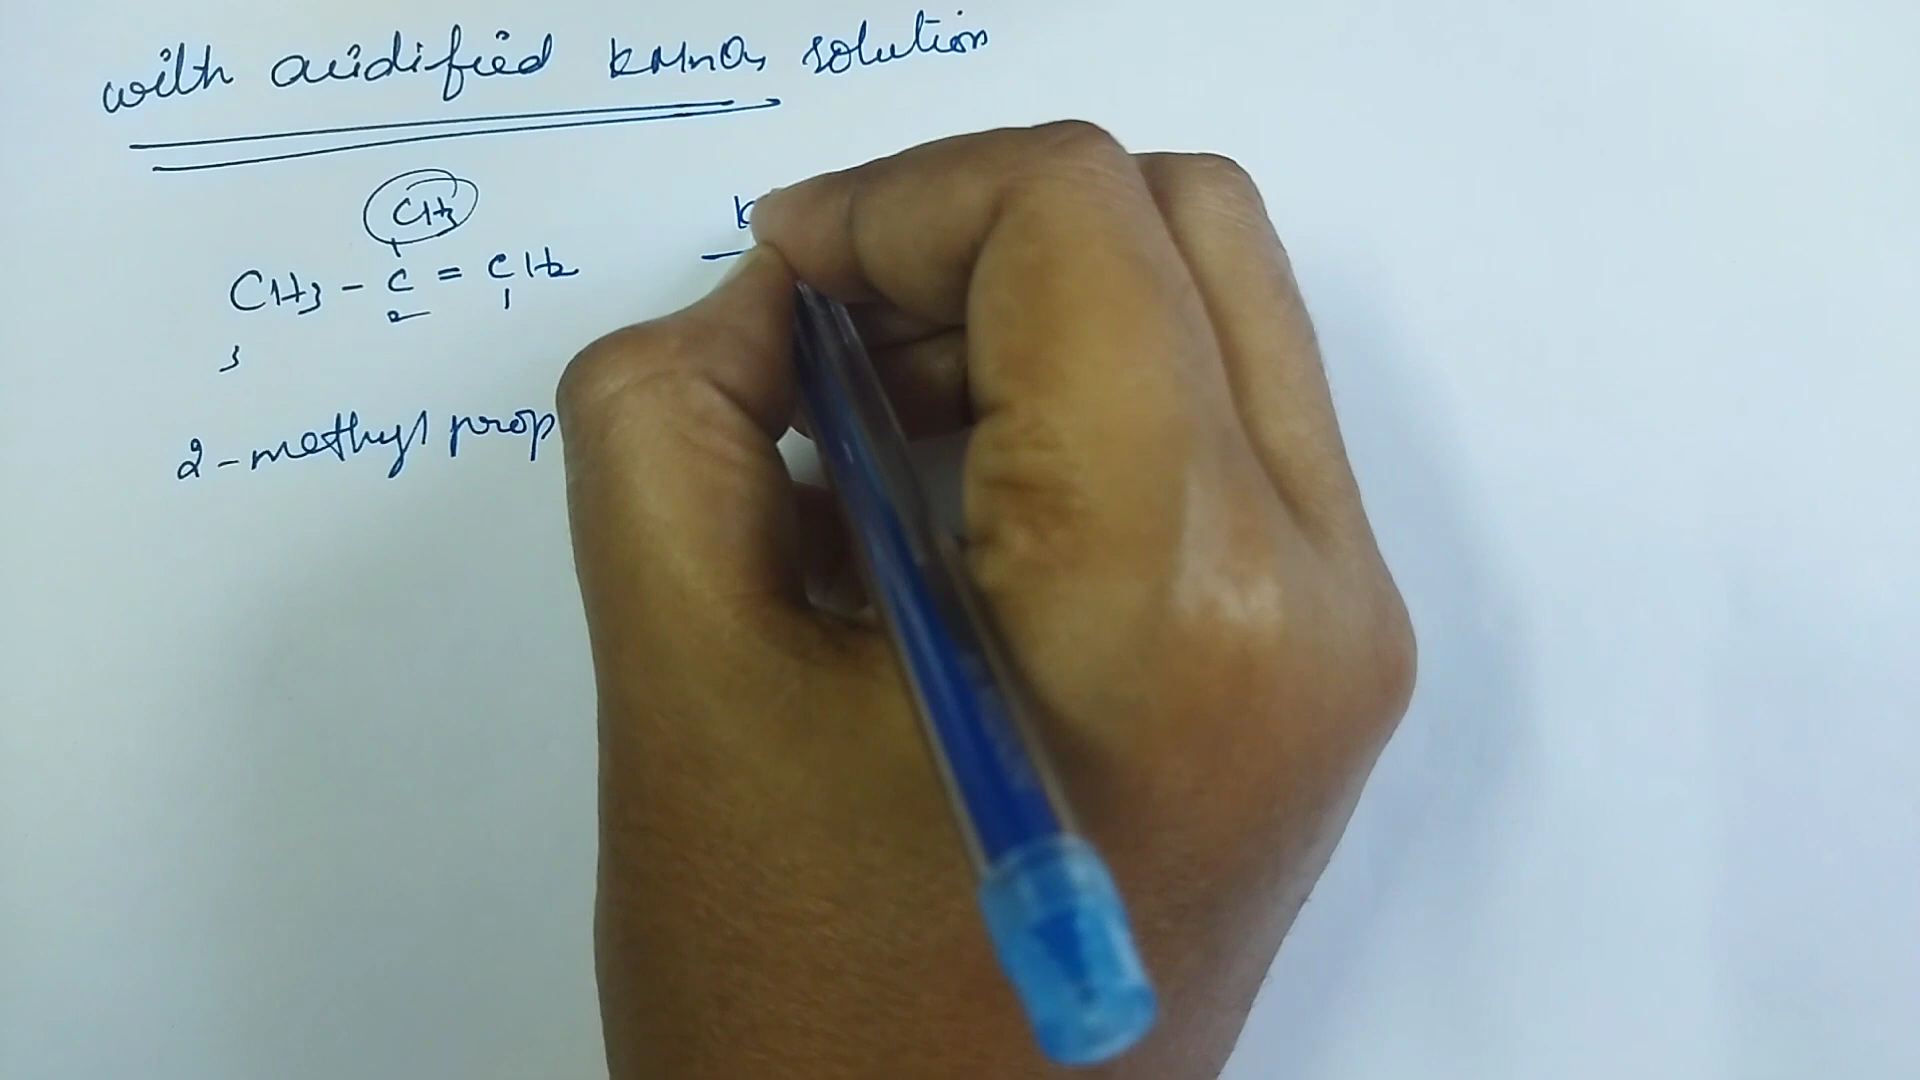 with acidified KMnO4 solution
CH3
CH3 - C = CH2
2 1
3
2-methyl prop
K